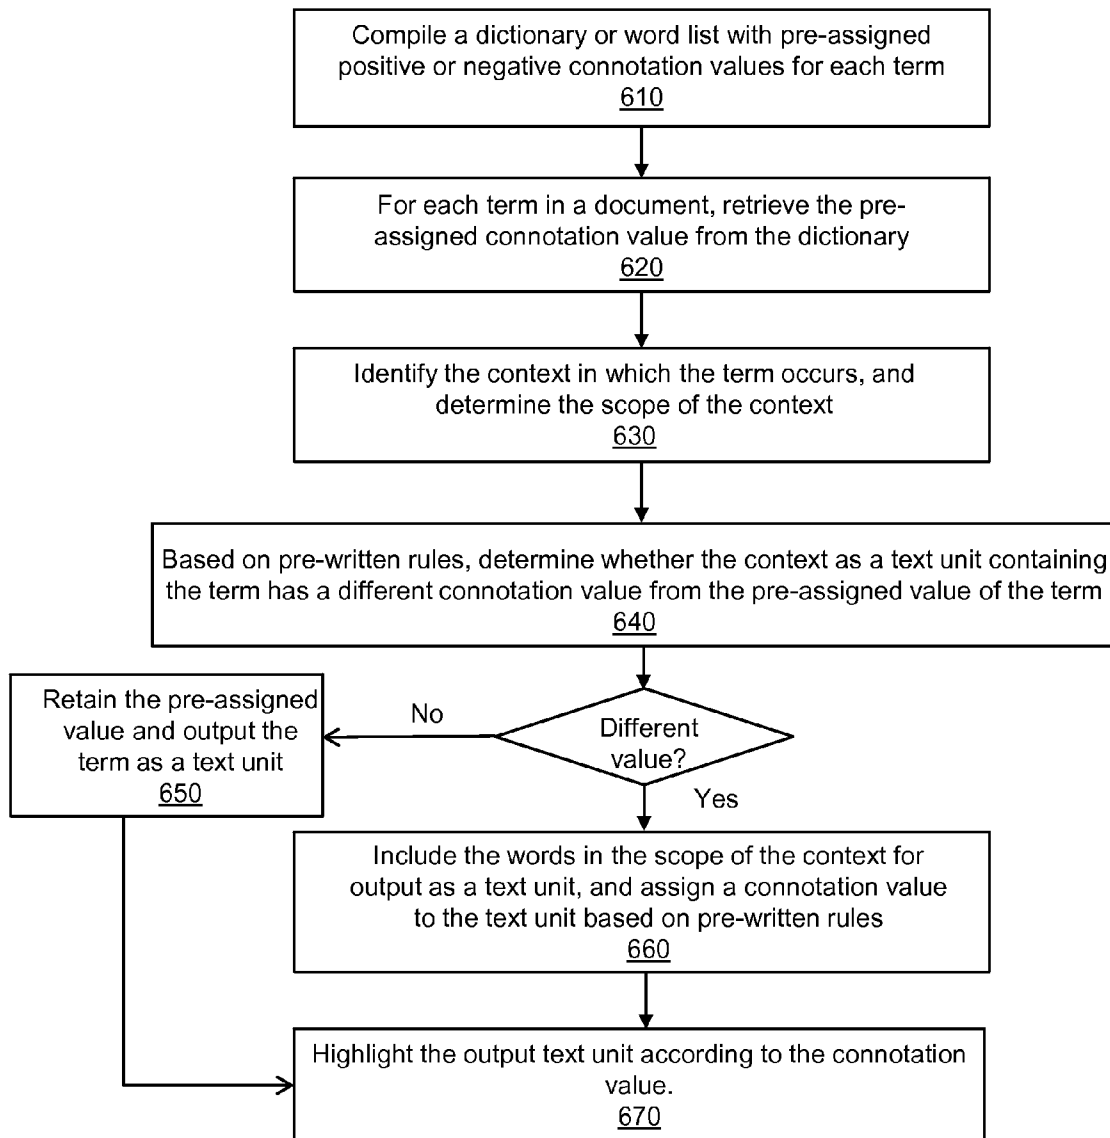 Compile a dictionary or word list with pre-assigned
positive or negative connotation values for each term
610
For each term in a document, retrieve the pre-
assigned connotation value from the dictionary
620
Identify the context in which the term occurs, and
determine the scope of the context
630
Based on pre-written rules, determine whether the context as a text unit containing
the term has a different connotation value from the pre-assigned value of the term
640
Different
value?
No
Retain the pre-assigned
value and output the
term as a text unit
650
Yes
Include the words in the scope of the context for
output as a text unit, and assign a connotation value
to the text unit based on pre-written rules
660
Highlight the output text unit according to the connotation
value.
670